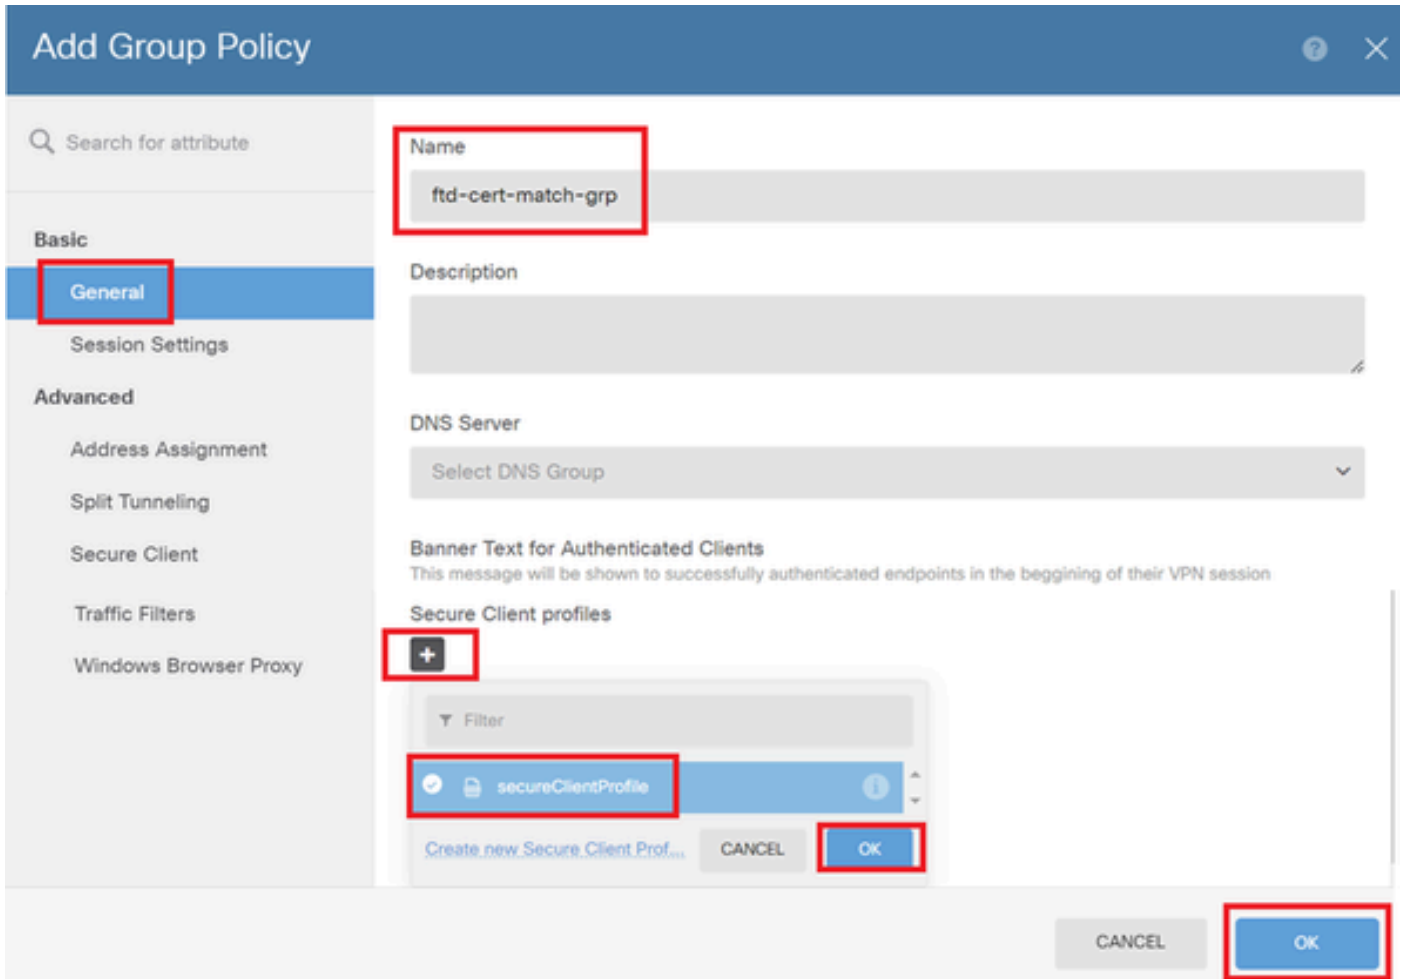 Add Group Policy
Search for attribute
Basic
General
Session Settings
Advanced
Address Assignment
Split Tunneling
Secure Client
Traffic Filters
Windows Browser Proxy
Name
ftd-cert-match-grp
Description
DNS Server
Select DNS Group
Banner Text for Authenticated Clients
This message will be shown to successfully authenticated endpoints in the beggining of their VPN session
Secure Client profiles
Filter
secureClientProfile
Create new Secure Client Prof...
CANCEL
OK
CANCEL
OK